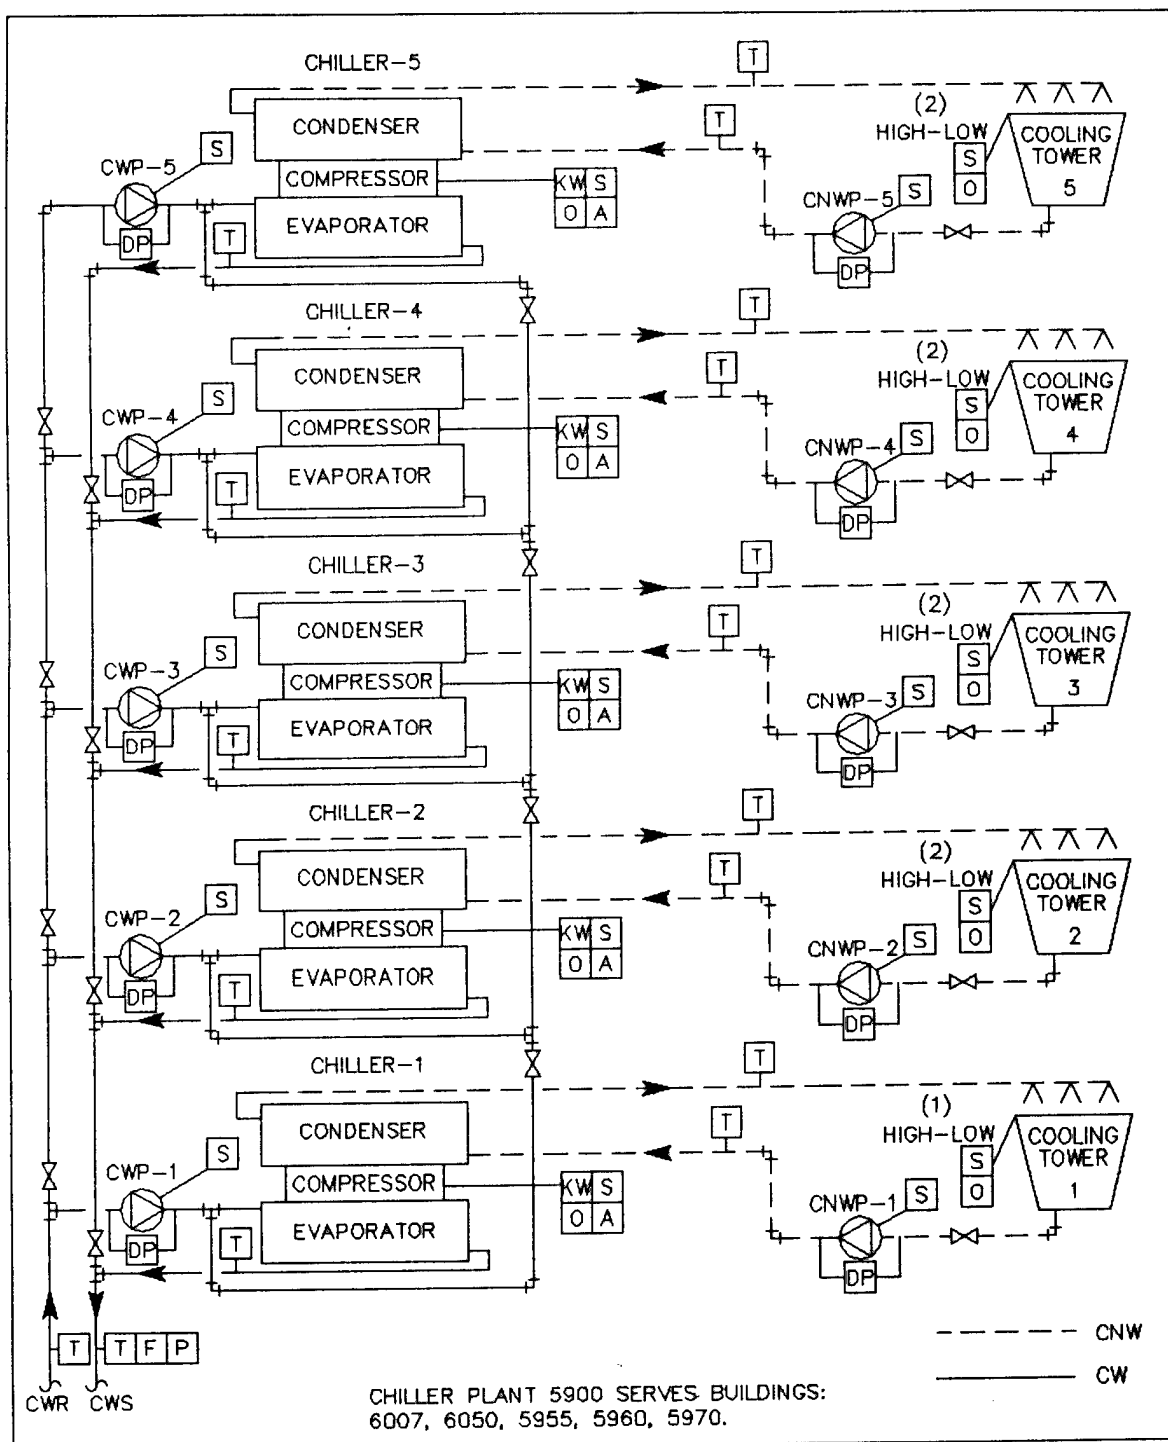 CHILLER-5
T
CONDENSER
T
(2)
HIGH-LOW
S
O
COOLING
TOWER
5
CWP-5
S
COMPRESSOR
KW S
O A
CNWP-5
S
DP
EVAPORATOR
T
DP
CHILLER-4
T
CONDENSER
T
(2)
HIGH-LOW
S
O
COOLING
TOWER
4
CWP-4
S
COMPRESSOR
KW S
O A
CNWP-4
S
DP
EVAPORATOR
T
DP
CHILLER-3
T
CONDENSER
T
(2)
HIGH-LOW
S
O
COOLING
TOWER
3
CWP-3
S
COMPRESSOR
KW S
O A
CNWP-3
S
DP
EVAPORATOR
T
DP
CHILLER-2
T
CONDENSER
T
(2)
HIGH-LOW
S
O
COOLING
TOWER
2
CWP-2
S
COMPRESSOR
KW S
O A
CNWP-2
S
DP
EVAPORATOR
T
DP
CHILLER-1
T
CONDENSER
T
(1)
HIGH-LOW
S
O
COOLING
TOWER
1
CWP-1
S
COMPRESSOR
KW S
O A
CNWP-1
S
DP
EVAPORATOR
T
DP
T
T F P
CWR CWS
CNW
CW
CHILLER PLANT 5900 SERVES BUILDINGS:
6007, 6050, 5955, 5960, 5970.